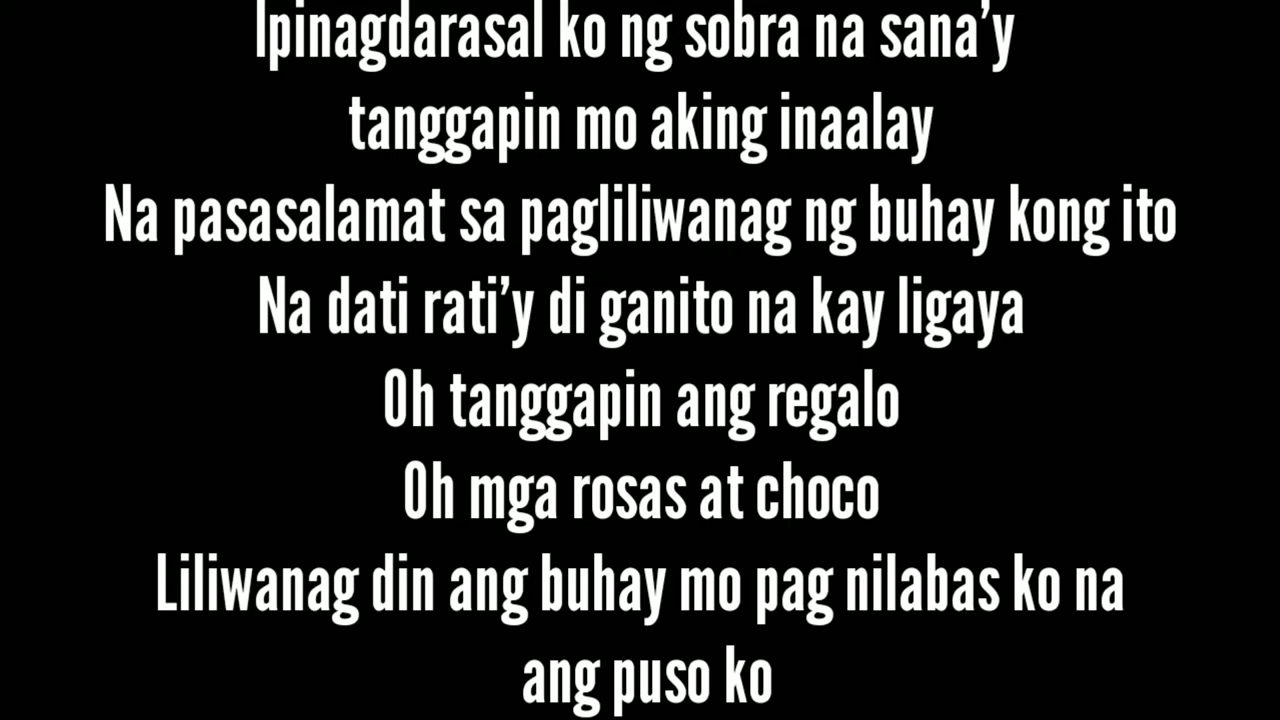 Ipinagdarasal ko ng sobra na sana’y
tanggapin mo aking inaalay
Na pasasalamat sa pagliliwanag ng buhay kong ito
Na dati rati’y di ganito na kay ligaya
Oh tanggapin ang regalo
Oh mga rosas at choco
Liliwanag din ang buhay mo pag nilabas ko na
ang puso ko